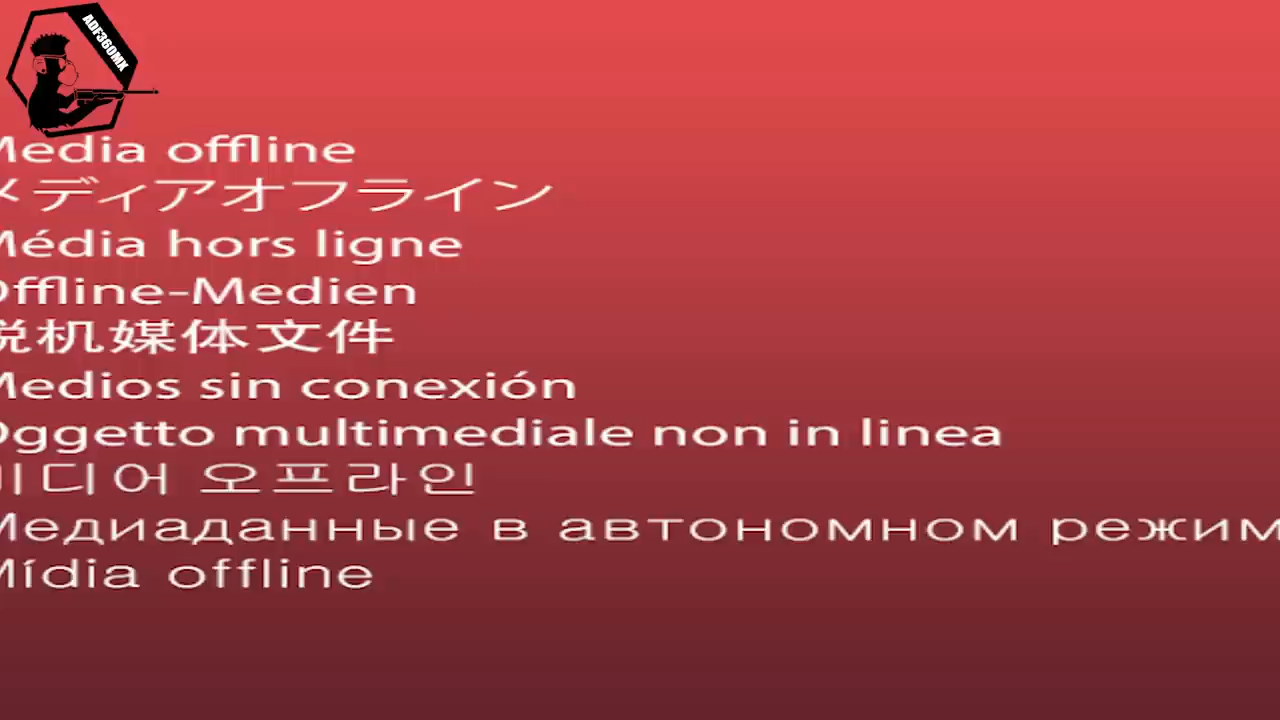 ADF360MX
Media offline
メディアオフライン
Média hors ligne
Offline-Medien
脱机媒体文件
Medios sin conexión
Oggetto multimediale non in linea
미디어 오프라인
Медиаданные в автономном режим
Mídia offline